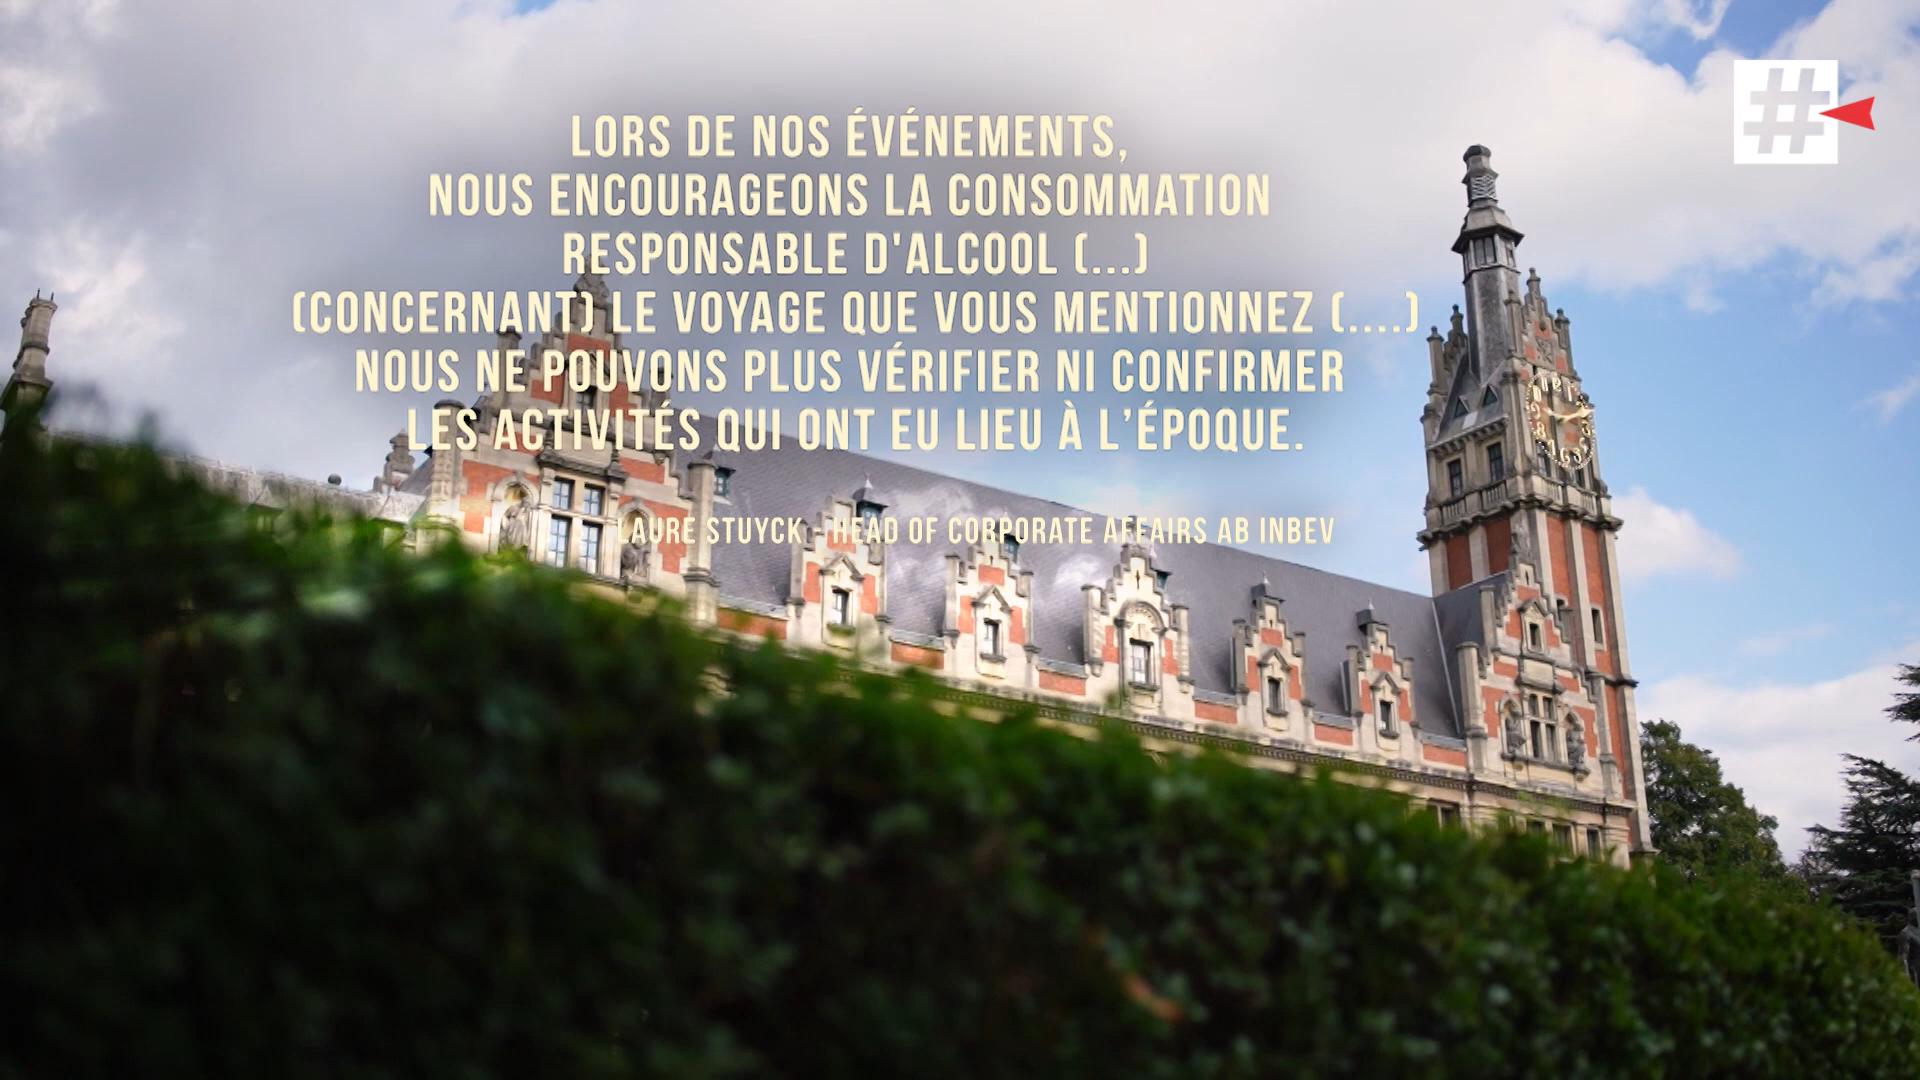 LORS DE NOS ÉVÉNEMENTS,
NOUS ENCOURAGEONS LA CONSOMMATION
RESPONSABLE D'ALCOOL (...)
(CONCERNANT) LE VOYAGE QUE VOUS MENTIONNEZ (....)
NOUS NE POUVONS PLUS VÉRIFIER NI CONFIRMER
LES ACTIVITÉS QUI ONT EU LIEU À L’ÉPOQUE.
LAURE STUYCK - HEAD OF CORPORATE AFFAIRS AB INBEV
#